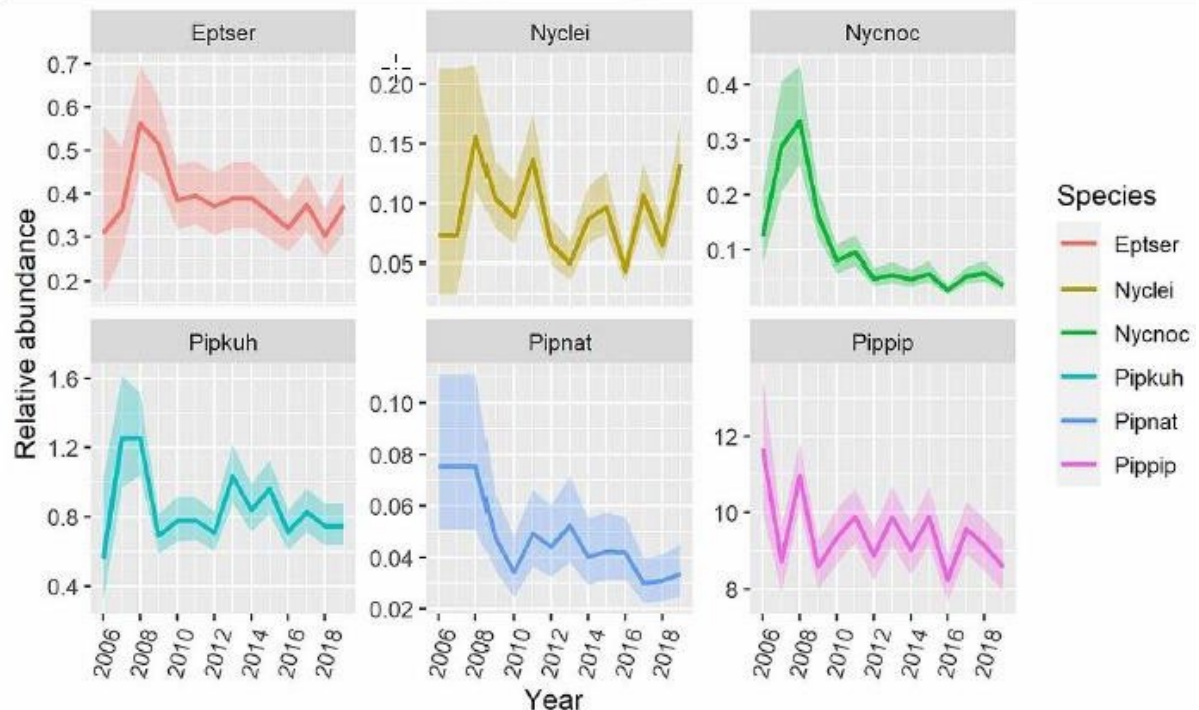 Eptser
Nyclei
Nycnoc
0.7
0.6
0.5
0.4
0.3
0.2
0.20
0.15
0.10
0.05
0.4
0.3
0.2
0.1
Relative abundance
Pipkuh
Pipnat
Pippip
1.6
1.2
0.8
0.4
0.10
0.08
0.06
0.04
0.02
12
10
8
2006 2008 2010 2012 2014 2016 2018
2006 2008 2010 2012 2014 2016 2018
2006 2008 2010 2012 2014 2016 2018
Year
Species
Eptser
Nyclei
Nycnoc
Pipkuh
Pipnat
Pippip